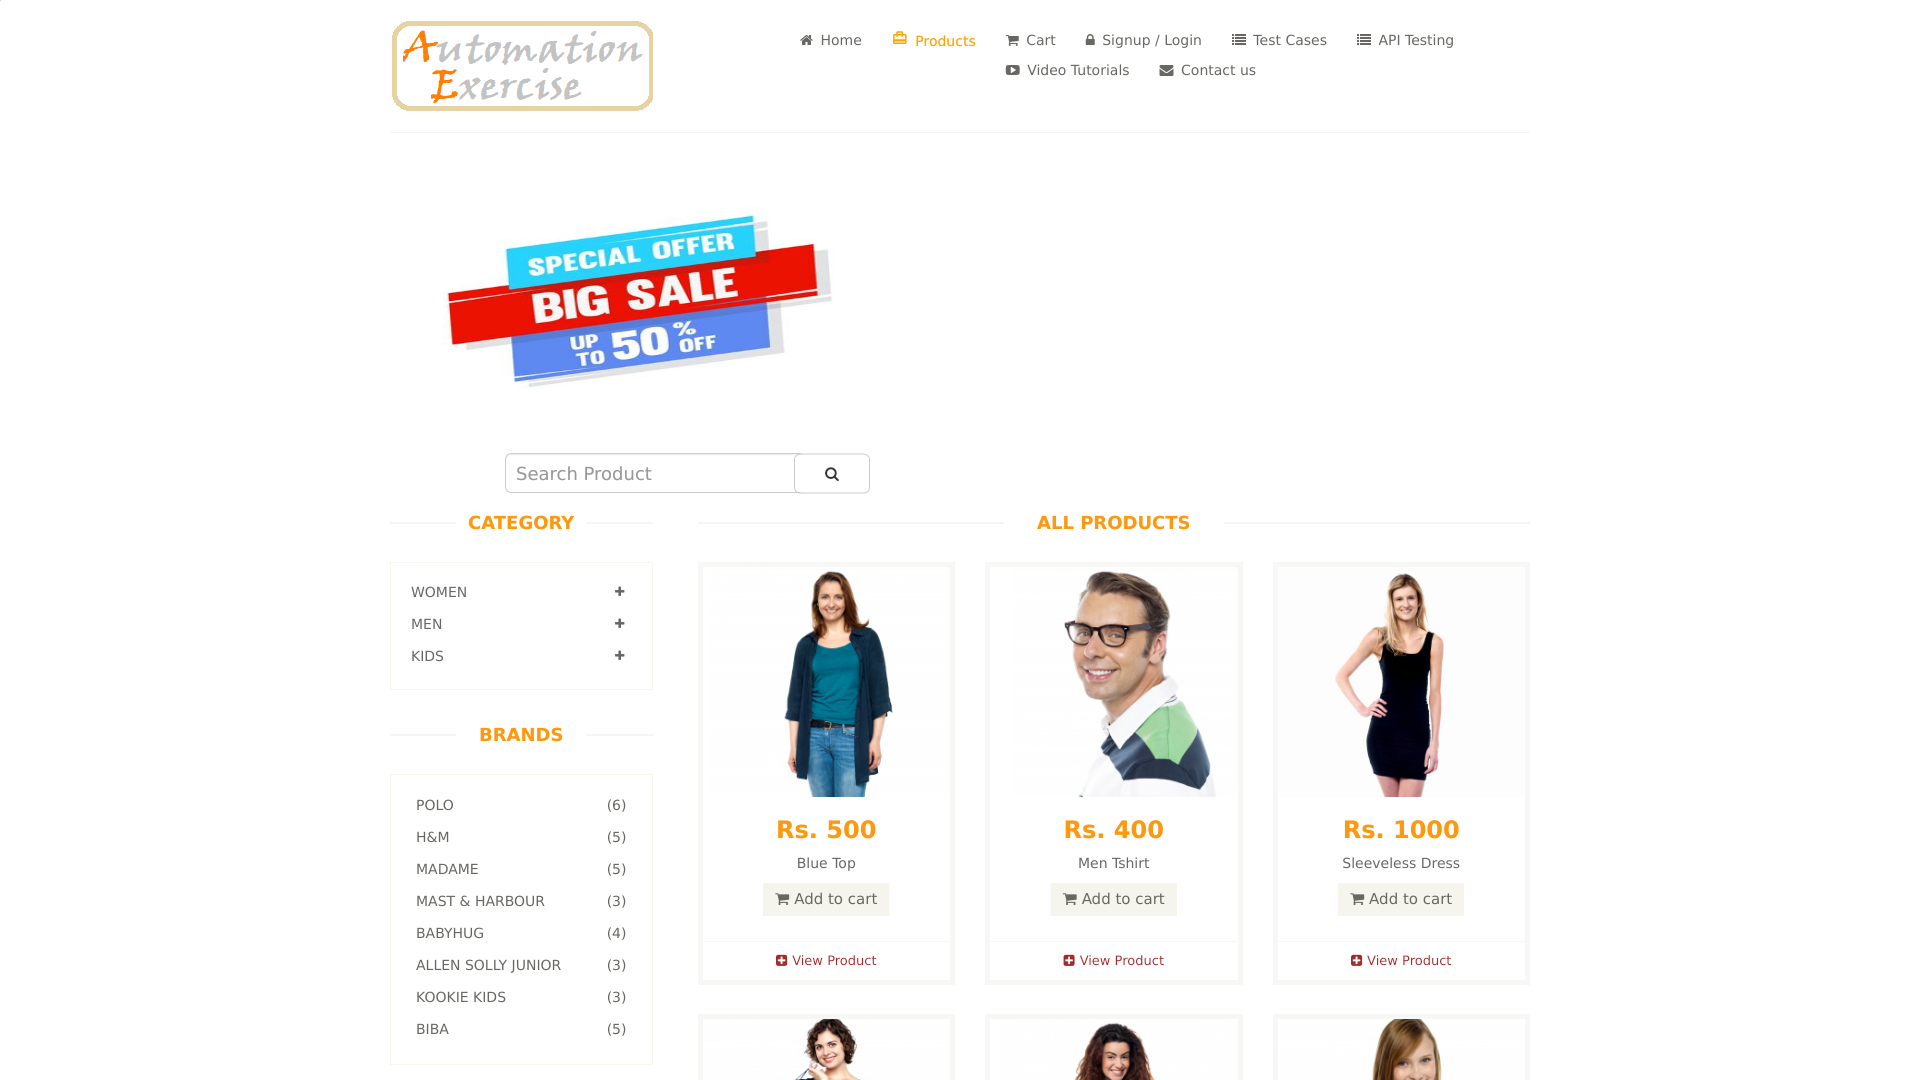 Automation
Exercise
Home
Products
Cart
Signup / Login
Test Cases
API Testing
Video Tutorials
Contact us
SPECIAL OFFER
BIG SALE
UP TO 50% OFF
Search Product
CATEGORY
WOMEN
MEN
KIDS
BRANDS
POLO (6)
H&M (5)
MADAME (5)
MAST & HARBOUR (3)
BABYHUG (4)
ALLEN SOLLY JUNIOR (3)
KOOKIE KIDS (3)
BIBA (5)
ALL PRODUCTS
Rs. 500
Blue Top
Add to cart
View Product
Rs. 400
Men Tshirt
Add to cart
View Product
Rs. 1000
Sleeveless Dress
Add to cart
View Product